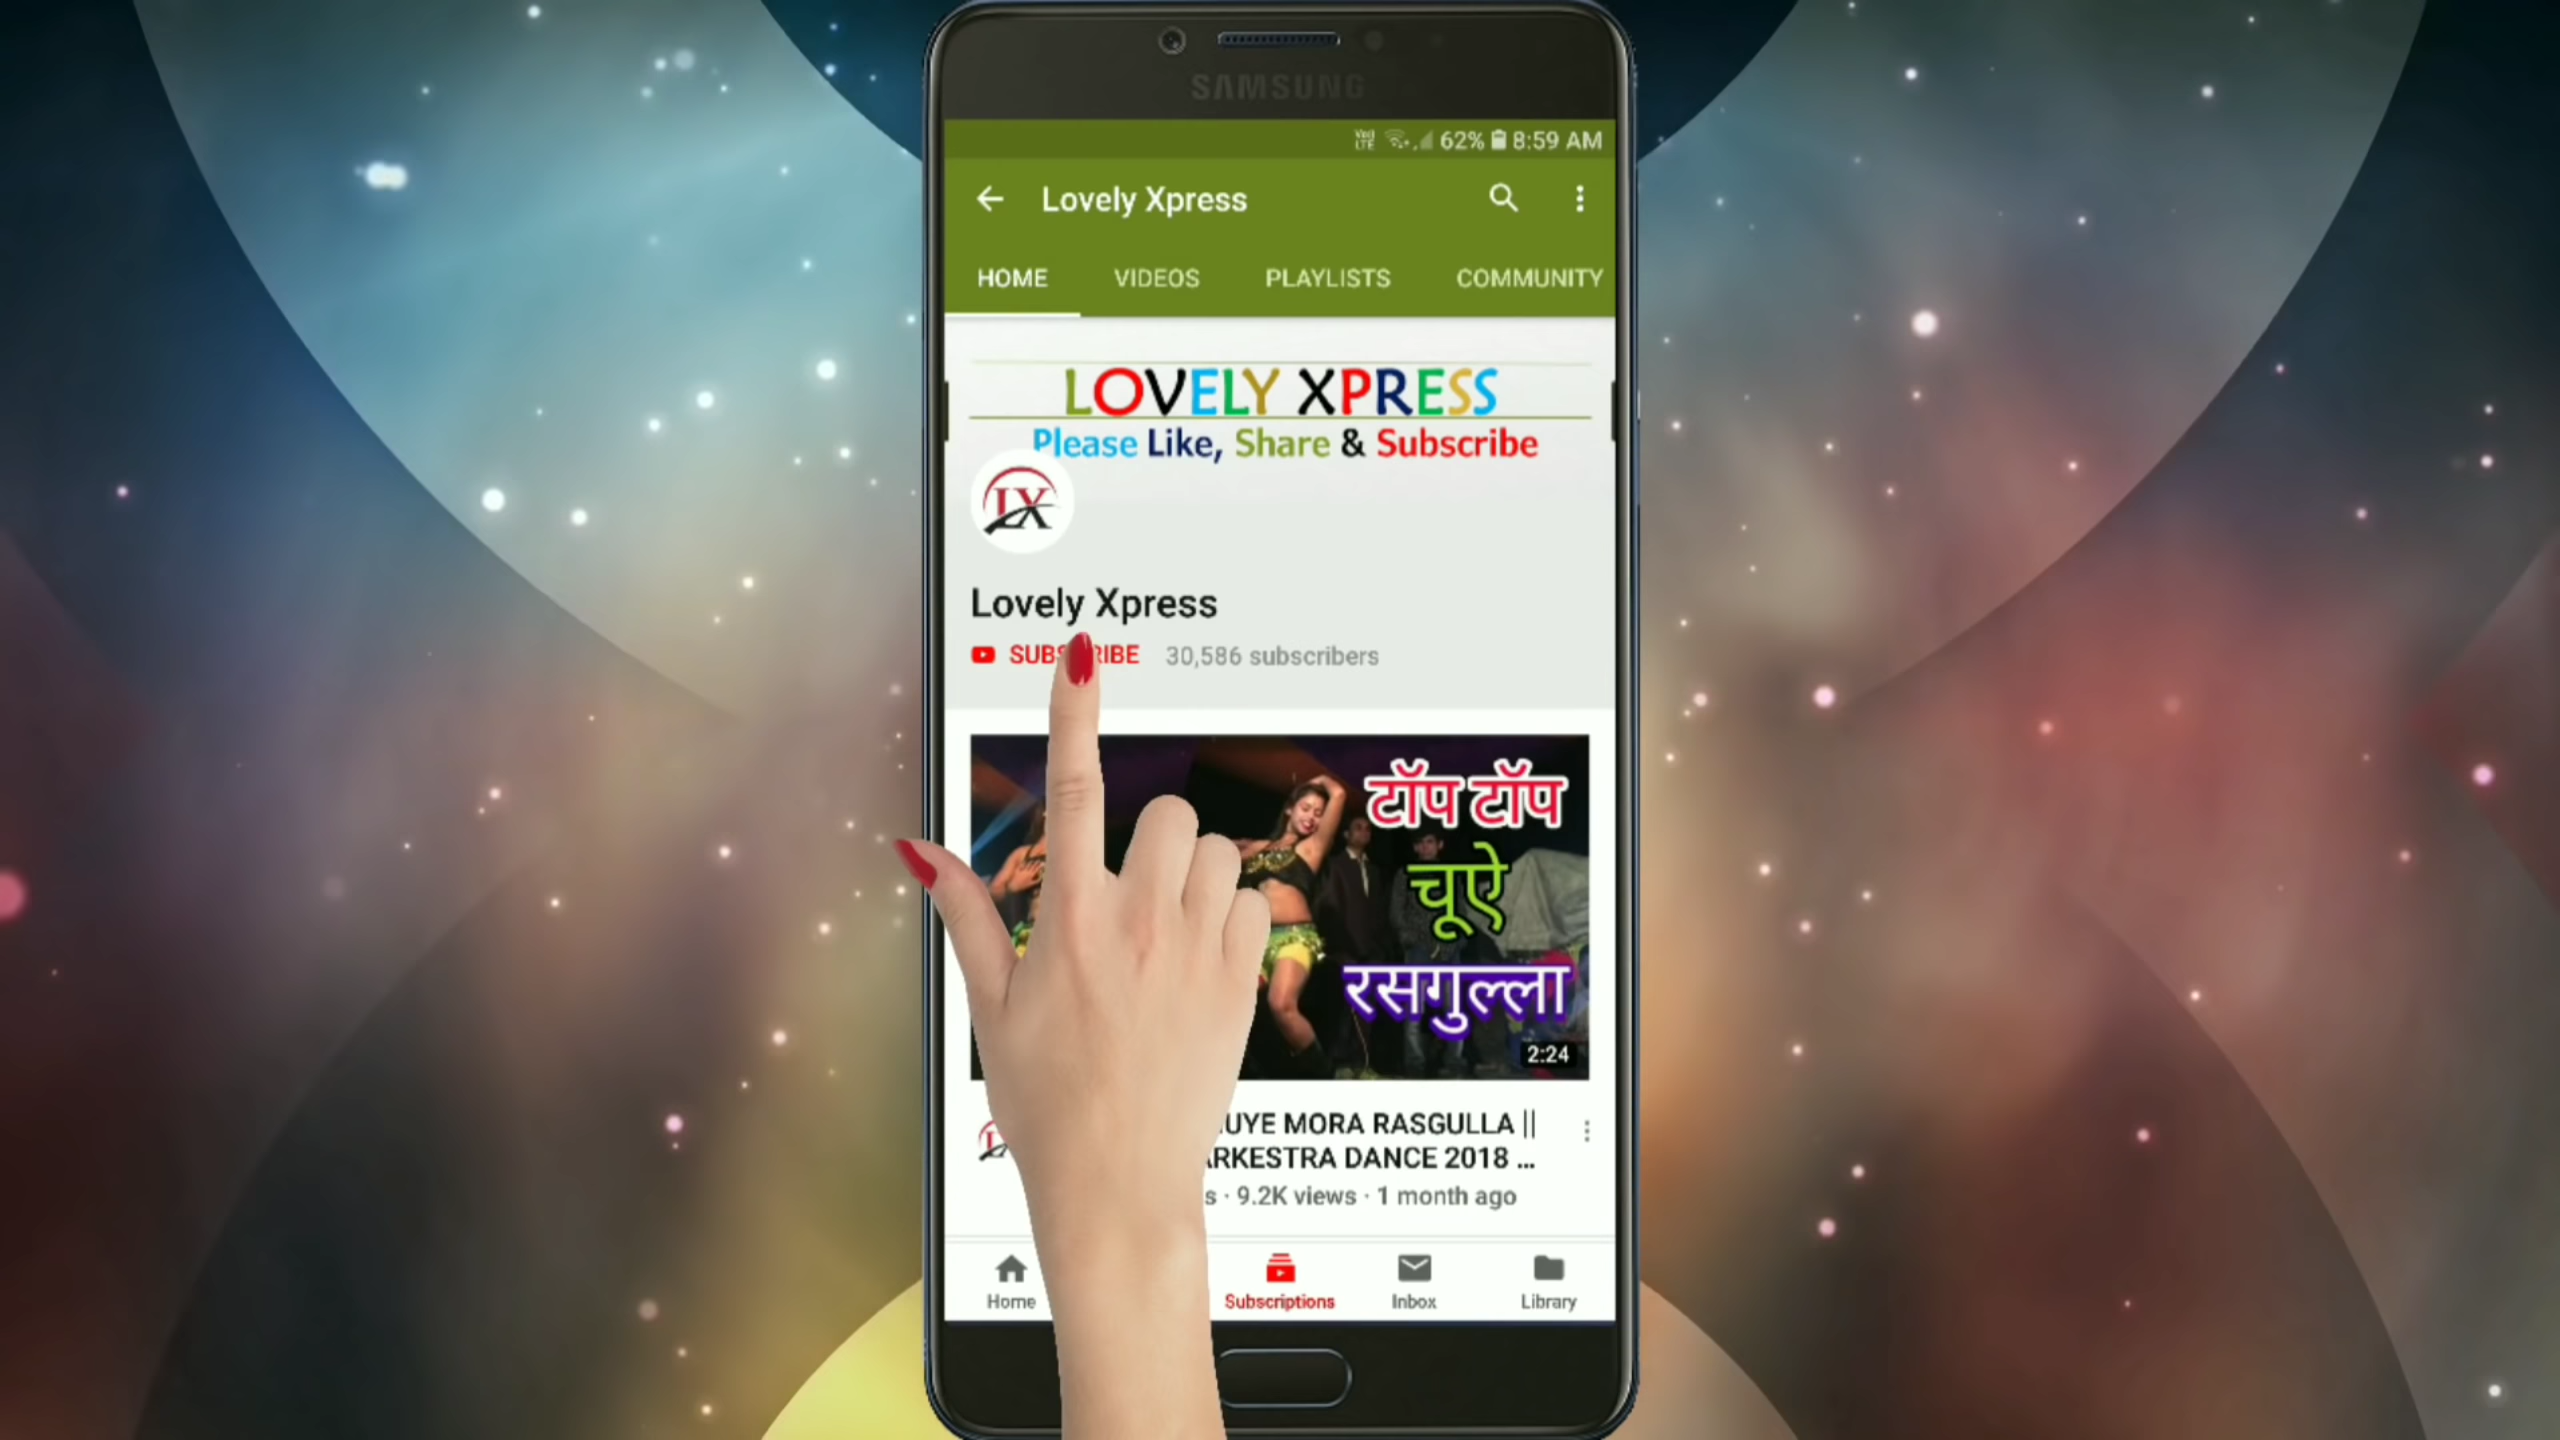 SAMSUNG
62% 8:59 AM
Lovely Xpress
HOME VIDEOS PLAYLISTS COMMUNITY
LOVELY XPRESS
Please Like, Share & Subscribe
LX
Lovely Xpress
30,586 subscribers
टॉप टॉप
चूऐ
रसगुल्ला
2:24
MORA RASGULLA ||
DANCE 2018 ...
· 9.2K views · 1 month ago
Home Subscriptions Inbox Library